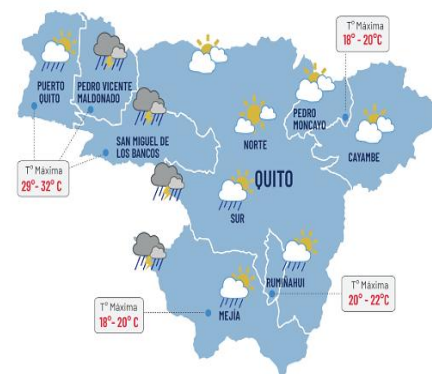 T° Máxima
18° - 20°C
PUERTO
QUITO
PEDRO VICENTE
MALDONADO
PEDRO
MONCAYO
SAN MIGUEL DE
LOS BANCOS
NORTE
CAYAMBE
T° Máxima
29°- 32° C
QUITO
SUR
RUMIÑAHUI
T° Máxima
20° - 22°C
T° Máxima
18°- 20° C
MEJÍA